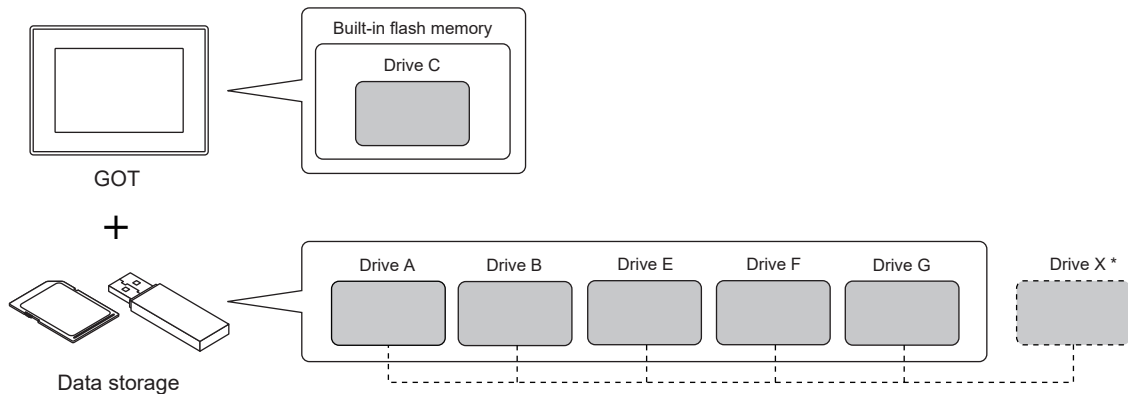 Built-in flash memory
Drive C
GOT
+
Drive A Drive B Drive E Drive F Drive G Drive X *
Data storage